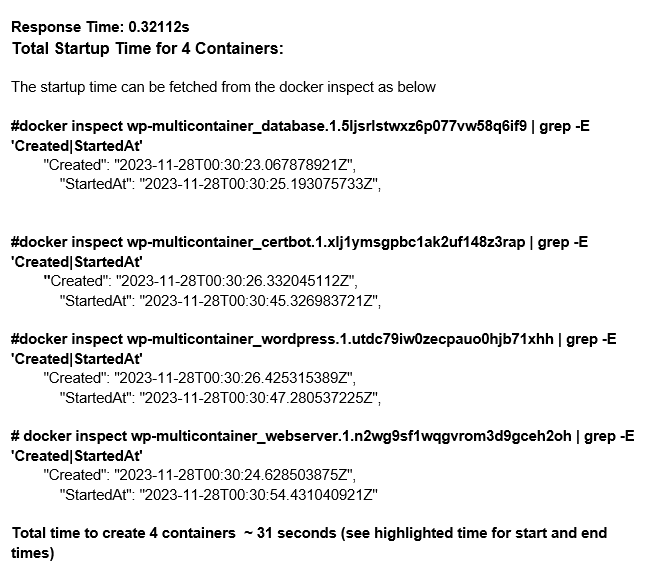 Response Time: 0.32112s
Total Startup Time for 4 Containers:
The startup time can be fetched from the docker inspect as below
#docker inspect wp-multicontainer_database.1.5ljsrlstwxz6p077vw58q6if9 | grep -E
'Created|StartedAt'
"Created": "2023-11-28T00:30:23.067878921Z",
"StartedAt": "2023-11-28T00:30:25.193075733Z",
#docker inspect wp-multicontainer_certbot.1.xlj1ymsgpbc1ak2uf148z3rap | grep -E
'Created|StartedAt'
"Created": "2023-11-28T00:30:26.332045112Z",
"StartedAt": "2023-11-28T00:30:45.326983721Z",
#docker inspect wp-multicontainer_wordpress.1.utdc79iw0zecpauo0hjb71xhh | grep -E
'Created|StartedAt'
"Created": "2023-11-28T00:30:26.425315389Z",
"StartedAt": "2023-11-28T00:30:47.280537225Z",
# docker inspect wp-multicontainer_webserver.1.n2wg9sf1wqgvrom3d9gceh2oh | grep -E
'Created|StartedAt'
"Created": "2023-11-28T00:30:24.628503875Z",
"StartedAt": "2023-11-28T00:30:54.431040921Z"
Total time to create 4 containers ~ 31 seconds (see highlighted time for start and end
times)